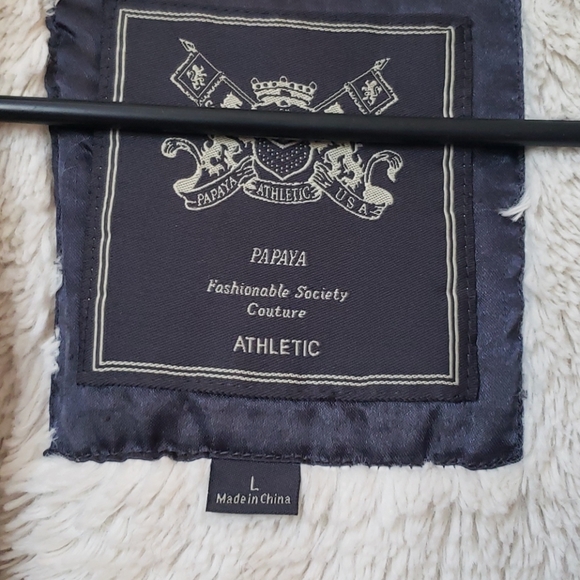 PAPAYA ATHLETIC USA
PAPAYA
Fashionable Society
Couture
ATHLETIC
L
Made in China